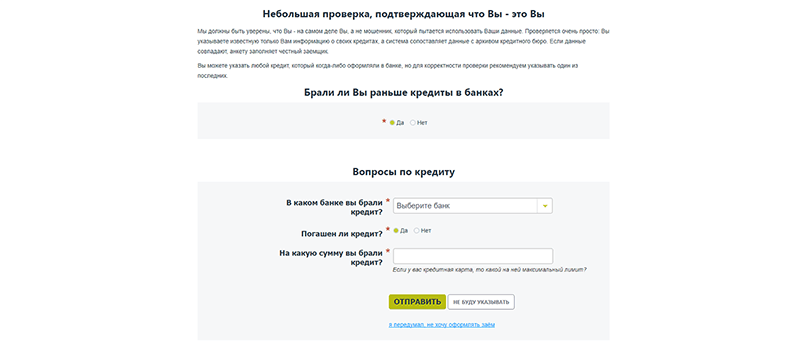 Небольшая проверка, подтверждающая что Вы - это Вы
Мы должны быть уверены, что Вы - на самом деле Вы, а не мошенник, который пытается использовать Ваши данные. Проверяется очень просто: Вы
указываете известную только Вам информацию о своих кредитах, а система сопоставляет данные с архивом кредитного бюро. Если данные
совпадают, анкету заполняет честный заемщик.
Вы можете указать любой кредит, который когда-либо оформляли в банке, но для корректности проверки рекомендуем указывать один из
последних.
Брали ли Вы раньше кредиты в банках?
* Да Нет
Вопросы по кредиту
В каком банке вы брали * Выберите банк
кредит?
Погашен ли кредит? * Да Нет
На какую сумму вы брали *
кредит?
Если у вас кредитная карта, то какой на ней максимальный лимит?
ОТПРАВИТЬ НЕ БУДУ УКАЗЫВАТЬ
я передумал, не хочу оформлять заём